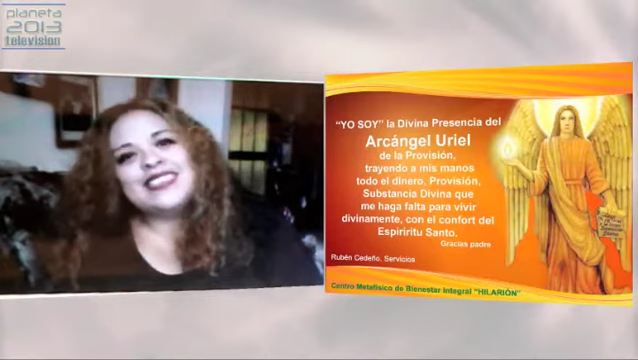 planeta
2013
television
"YO SOY" la Divina Presencia del
Arcángel Uriel
de la Provisión,
trayendo a mis manos
todo el dinero, Provisión,
Substancia Divina que
me haga falta para vivir
divinamente, con el confort del
Espiriritu Santo.
Gracias padre
Rubén Cedeño. Servicios
Centro Metafísico de Bienestar Integral "HILARIÓN"